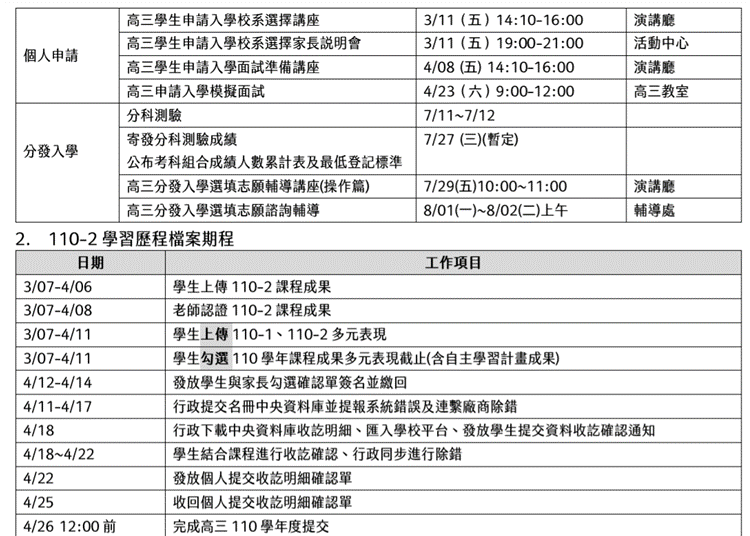 個人申請
高三學生申請入學校系選擇講座 3/11（五）14:10-16:00 演講廳
高三學生申請入學校系選擇家長說明會 3/11（五）19:00-21:00 活動中心
高三學生申請入學面試準備講座 4/08 (五) 14:10-16:00 演講廳
高三申請入學模擬面試 4/23（六）9:00-12:00 高三教室
分發入學
分科測驗 7/11~7/12
寄發分科測驗成績 7/27 (三)(暫定)
公布考科組合成績人數累計表及最低登記標準
高三分發入學選填志願輔導講座(操作篇) 7/29(五)10:00~11:00 演講廳
高三分發入學選填志願諮詢輔導 8/01(一)~8/02(二)上午 輔導處
2. 110-2 學習歷程檔案期程
日期 工作項目
3/07-4/06 學生上傳 110-2 課程成果
3/07-4/08 老師認證 110-2 課程成果
3/07-4/11 學生上傳 110-1、110-2 多元表現
3/07-4/11 學生勾選 110 學年課程成果多元表現截止(含自主學習計畫成果)
4/12-4/14 發放學生與家長勾選確認單簽名並繳回
4/11-4/17 行政提交名冊中央資料庫並提報系統錯誤及連繫廠商除錯
4/18 行政下載中央資料庫收訖明細、匯入學校平台、發放學生提交資料收訖確認通知
4/18~4/22 學生結合課程進行收訖確認、行政同步進行除錯
4/22 發放個人提交收訖明細確認單
4/25 收回個人提交收訖明細確認單
4/26 12:00 前 完成高三 110 學年度提交